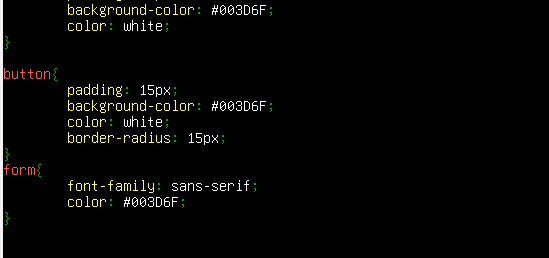 background-color: #003D6F;
color: white;
}
button{
padding: 15px;
background-color: #003D6F;
color: white;
border-radius: 15px;
}
form{
font-family: sans-serif;
color: #003D6F;
}